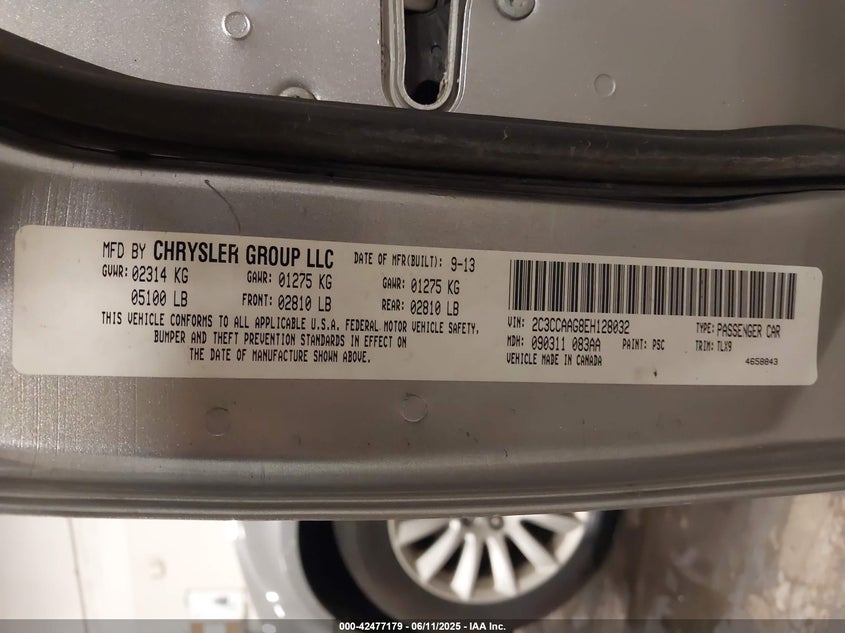 MFD BY CHRYSLER GROUP LLC DATE OF MFR(BUILT): 9-13
GVWR: 02314 KG GAWR: 01275 KG GAWR: 01275 KG
05100 LB FRONT: 02810 LB REAR: 02810 LB
THIS VEHICLE CONFORMS TO ALL APPLICABLE U.S.A. FEDERAL MOTOR VEHICLE SAFETY,
BUMPER AND THEFT PREVENTION STANDARDS IN EFFECT ON
THE DATE OF MANUFACTURE SHOWN ABOVE.
VIN: 2C3CCAAG8EH128032 TYPE: PASSENGER CAR
MDH: 090311 083AA PAINT: PSC TRIM: TLX9
VEHICLE MADE IN CANADA 4658843
000-42477179 - 06/11/2025 - IAA Inc.